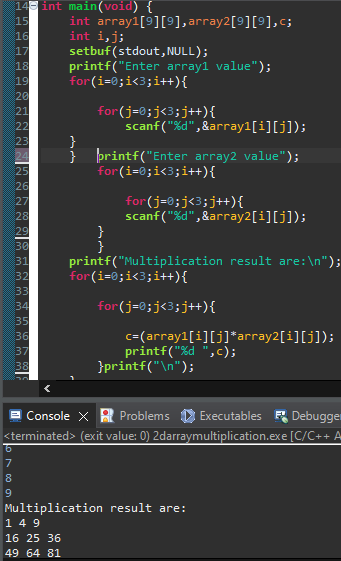 14 int main(void) {
15 int array1[9][9],array2[9][9],c;
16 int i,j;
17 setbuf(stdout,NULL);
18 printf("Enter array1 value");
19 for(i=0;i<3;i++){
20
21 for(j=0;j<3;j++){
22 scanf("%d",&array1[i][j]);
23 }
24 } printf("Enter array2 value");
25 for(i=0;i<3;i++){
26
27 for(j=0;j<3;j++){
28 scanf("%d",&array2[i][j]);
29 }
30 }
31 printf("Multiplication result are:\n");
32 for(i=0;i<3;i++){
33
34 for(j=0;j<3;j++){
35
36 c=(array1[i][j]*array2[i][j]);
37 printf("%d ",c);
38 }printf("\n");
39 }
Console Problems Executables Debugger
<terminated> (exit value: 0) 2darraymultiplication.exe [C/C++ A
6
7
8
9
Multiplication result are:
1 4 9
16 25 36
49 64 81